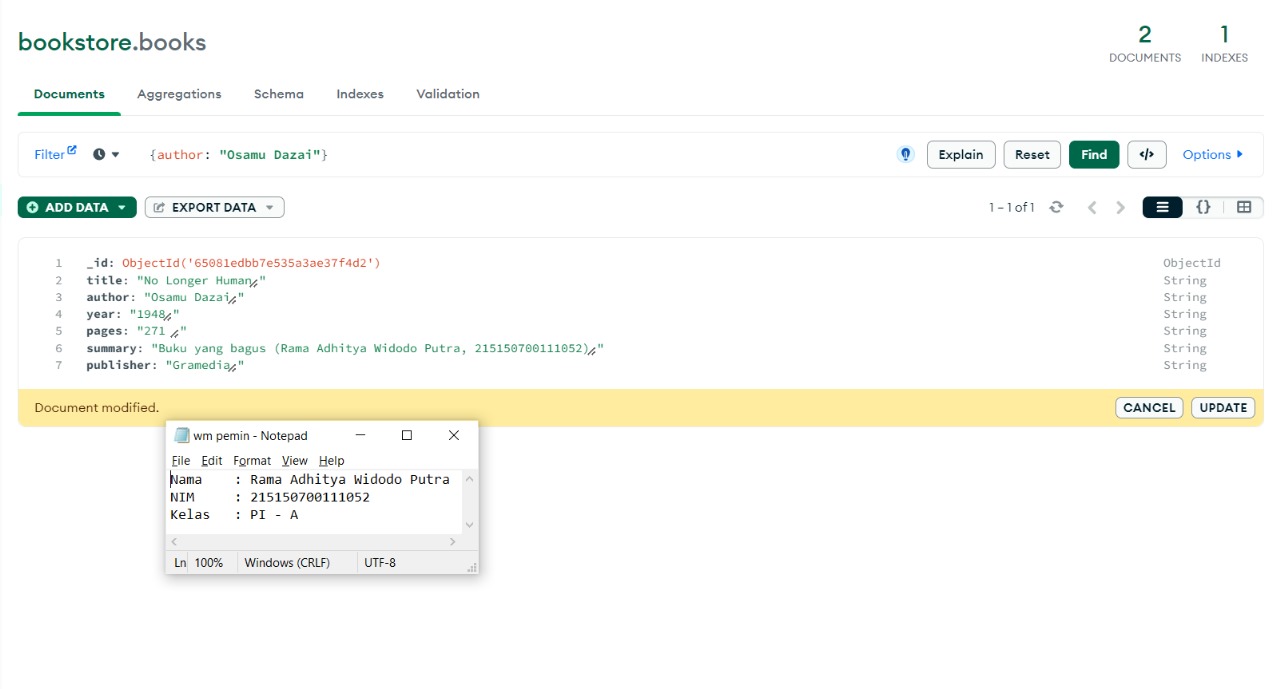 bookstore.books
2 1
DOCUMENTS INDEXES
Documents Aggregations Schema Indexes Validation
Filter {author: "Osamu Dazai"} Explain Reset Find </> Options
ADD DATA EXPORT DATA 1 – 1 of 1 {}
1 _id: ObjectId('65081edbb7e535a3ae37f4d2') ObjectId
2 title: "No Longer Human" String
3 author: "Osamu Dazai" String
4 year: "1948" String
5 pages: "271 " String
6 summary: "Buku yang bagus (Rama Adhitya Widodo Putra, 215150700111052)" String
7 publisher: "Gramedia" String
Document modified. CANCEL UPDATE
wm pemin - Notepad
File Edit Format View Help
Nama : Rama Adhitya Widodo Putra
NIM : 215150700111052
Kelas : PI - A
Ln 100% Windows (CRLF) UTF-8